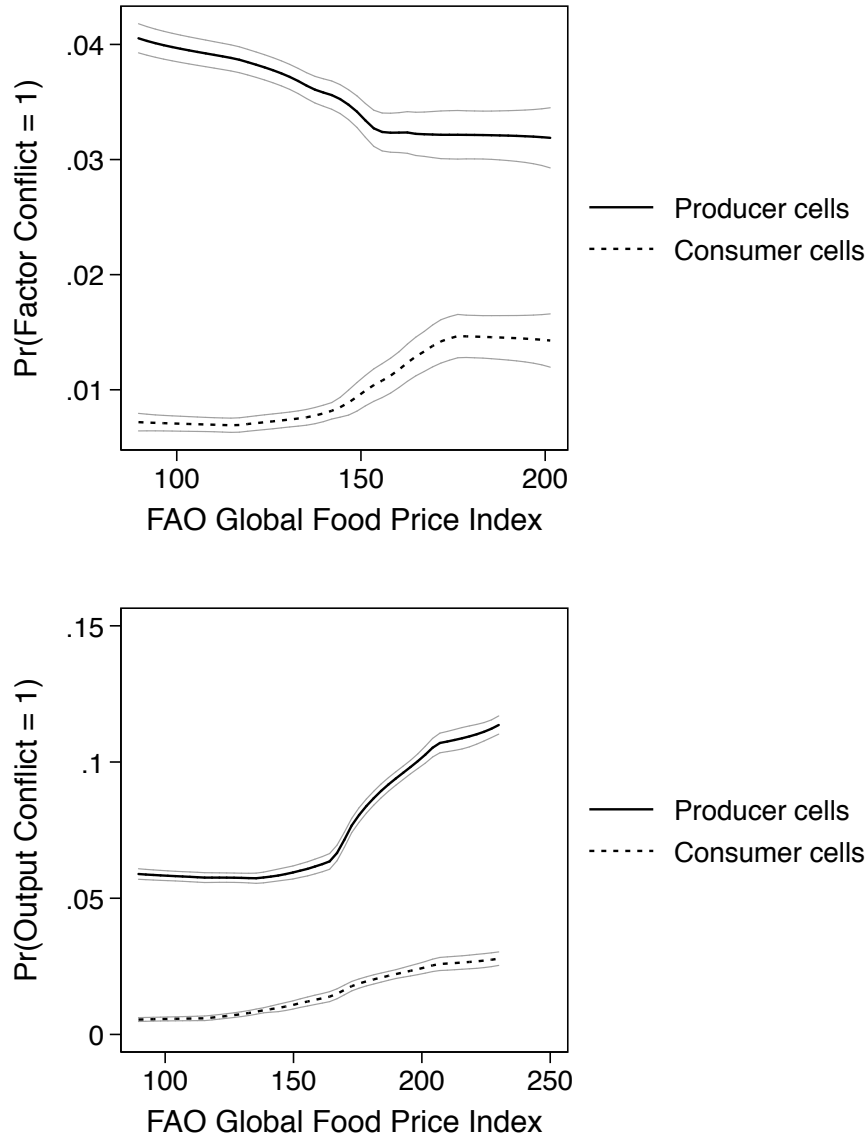 .04
.03
.02
.01
Pr(Factor Conflict = 1)
100 150 200
FAO Global Food Price Index
Producer cells
Consumer cells
.15
.1
.05
0
Pr(Output Conflict = 1)
100 150 200 250
FAO Global Food Price Index
Producer cells
Consumer cells